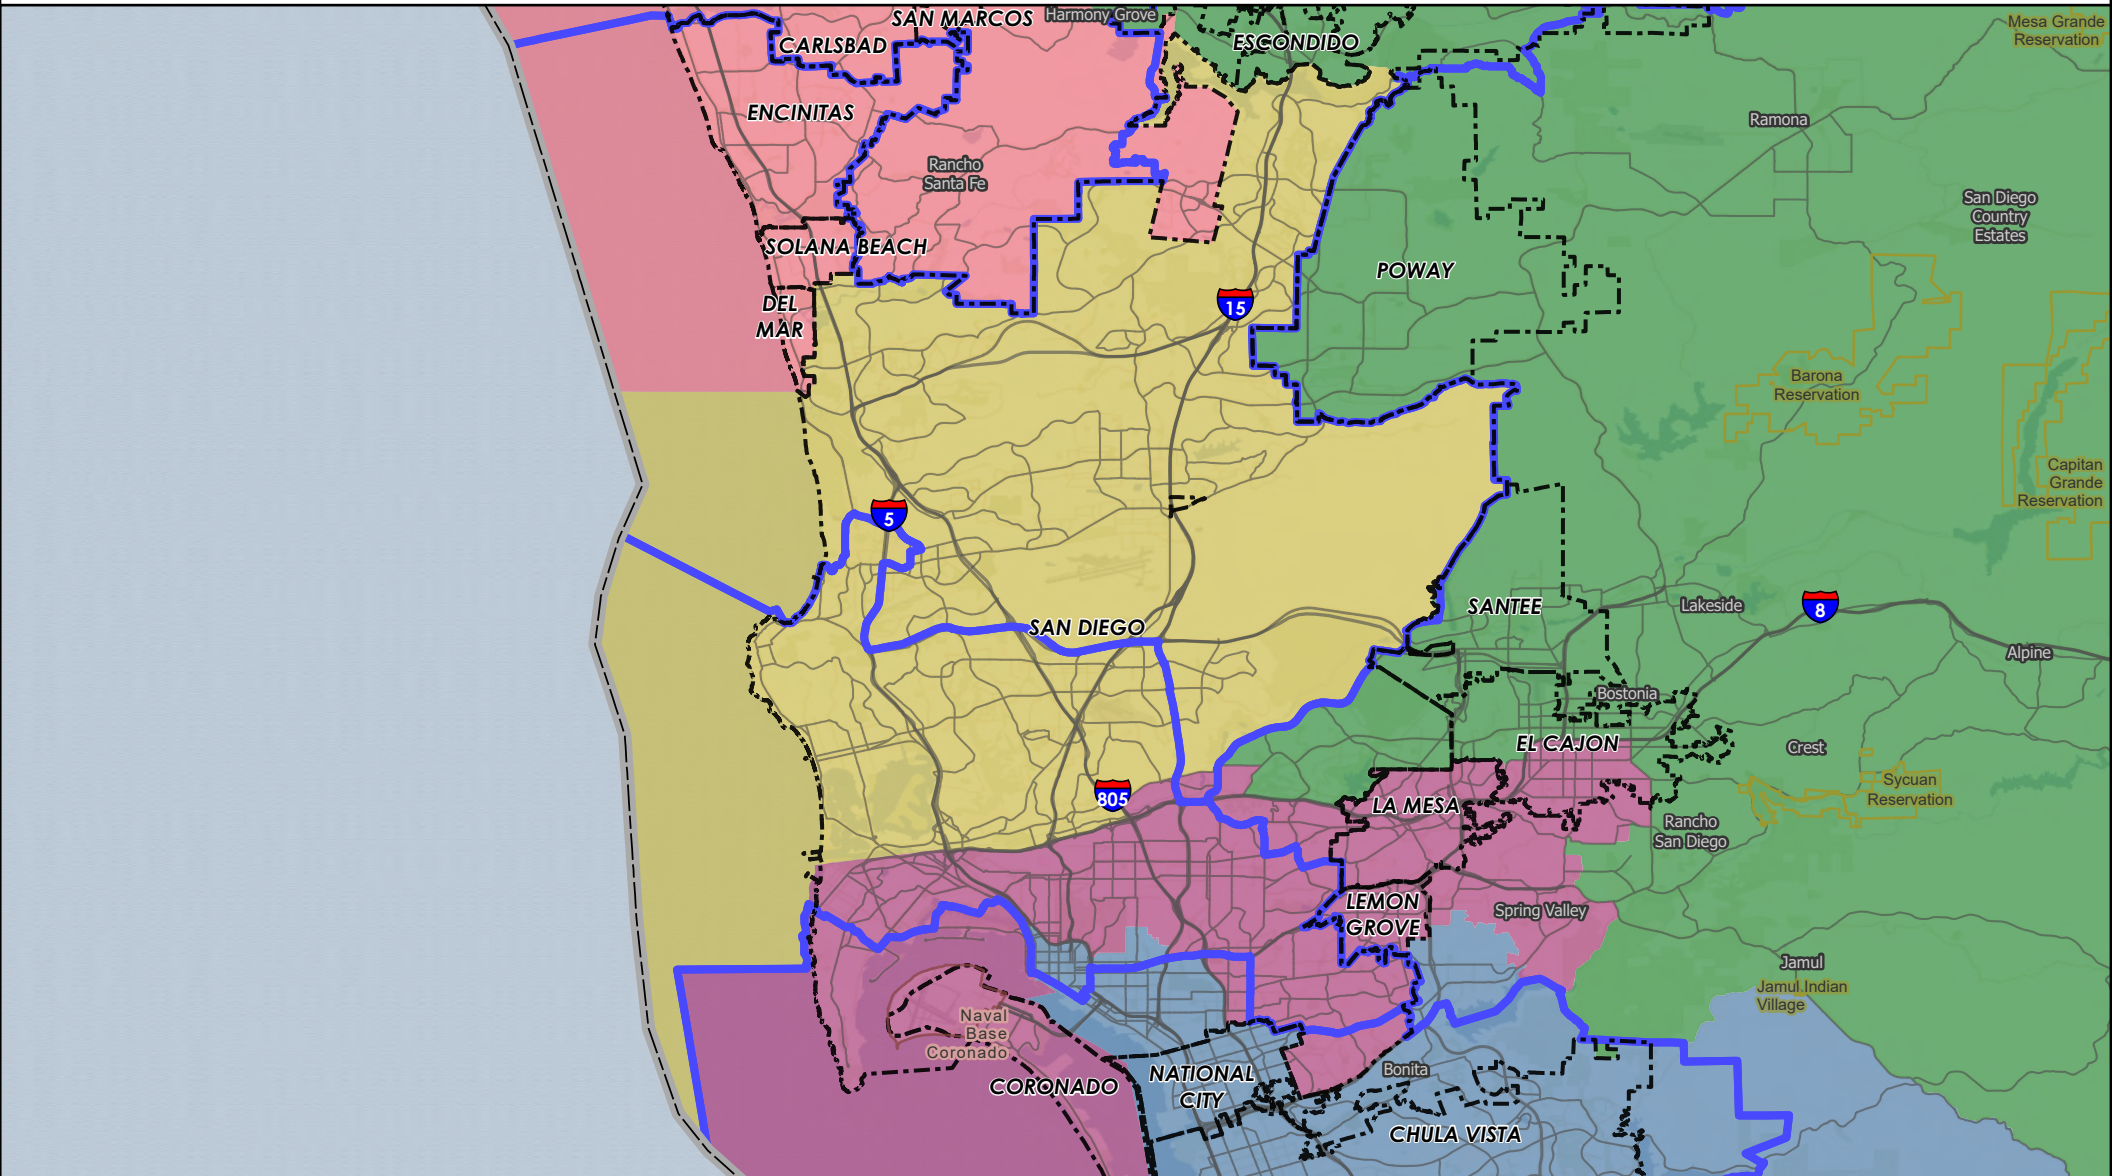 SAN MARCOS
Harmony Grove
CARLSBAD
ESCONDIDO
Mesa Grande
Reservation
ENCINITAS
Ramona
Rancho
Santa Fe
San Diego
Country
Estates
SOLANA BEACH
POWAY
DEL
MAR
15
Barona
Reservation
Capitan
Grande
Reservation
5
SANTEE
Lakeside
8
SAN DIEGO
Alpine
Bostonia
EL CAJON
Crest
Sycuan
Reservation
805
LA MESA
Rancho
San Diego
LEMON
GROVE
Spring Valley
Jamul
Jamul Indian
Village
Naval
Base
Coronado
CORONADO
NATIONAL
CITY
Bonita
CHULA VISTA